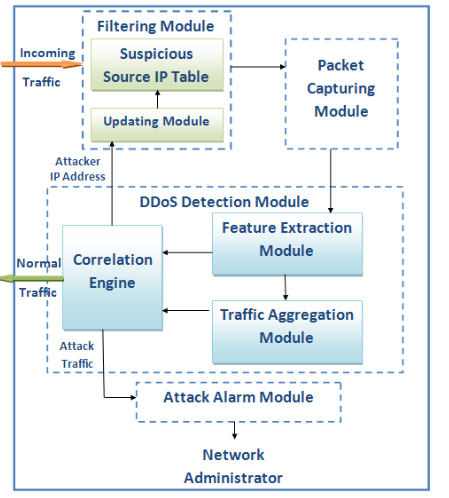 Filtering Module
Incoming
Traffic
Suspicious
Source IP Table
Updating Module
Packet
Capturing
Module
Attacker
IP Address
DDoS Detection Module
Feature Extraction
Module
Correlation
Engine
Normal
Traffic
Traffic Aggregation
Module
Attack
Traffic
Attack Alarm Module
Network
Administrator